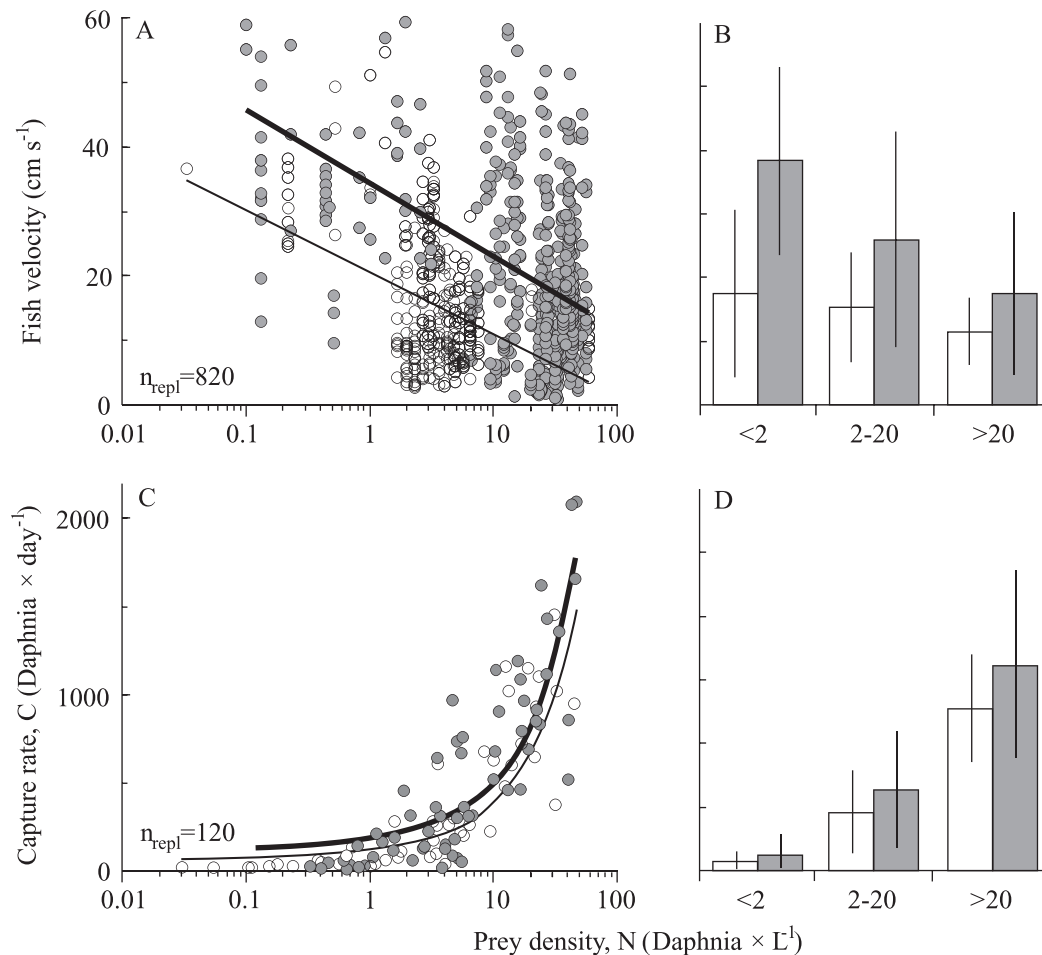 A
B
60
40
20
0
Fish velocity (cm s⁻¹)
n_repl=820
0.01 0.1 1 10 100
<2 2-20 >20
C
D
2000
1000
0
Capture rate, C (Daphnia × day⁻¹)
n_repl=120
0.01 0.1 1 10 100
<2 2-20 >20
Prey density, N (Daphnia × L⁻¹)